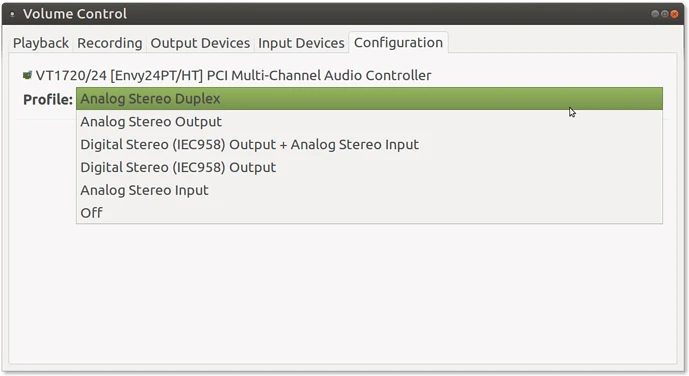 Volume Control
Playback Recording Output Devices Input Devices Configuration
VT1720/24 [Envy24PT/HT] PCI Multi-Channel Audio Controller
Profile: Analog Stereo Duplex
Analog Stereo Output
Digital Stereo (IEC958) Output + Analog Stereo Input
Digital Stereo (IEC958) Output
Analog Stereo Input
Off